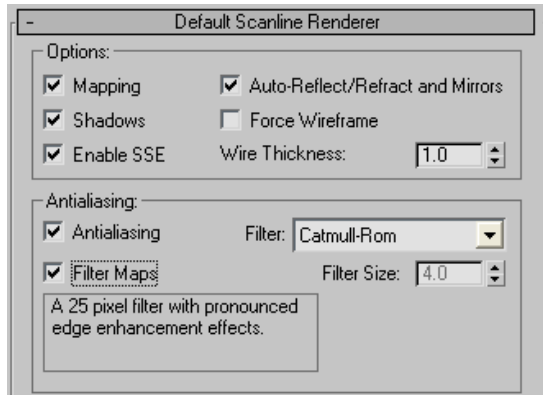 - Default Scanline Renderer
Options:
Mapping Auto-Reflect/Refract and Mirrors
Shadows Force Wireframe
Enable SSE Wire Thickness: 1.0
Antialiasing:
Antialiasing Filter: Catmull-Rom
Filter Maps Filter Size: 4.0
A 25 pixel filter with pronounced
edge enhancement effects.